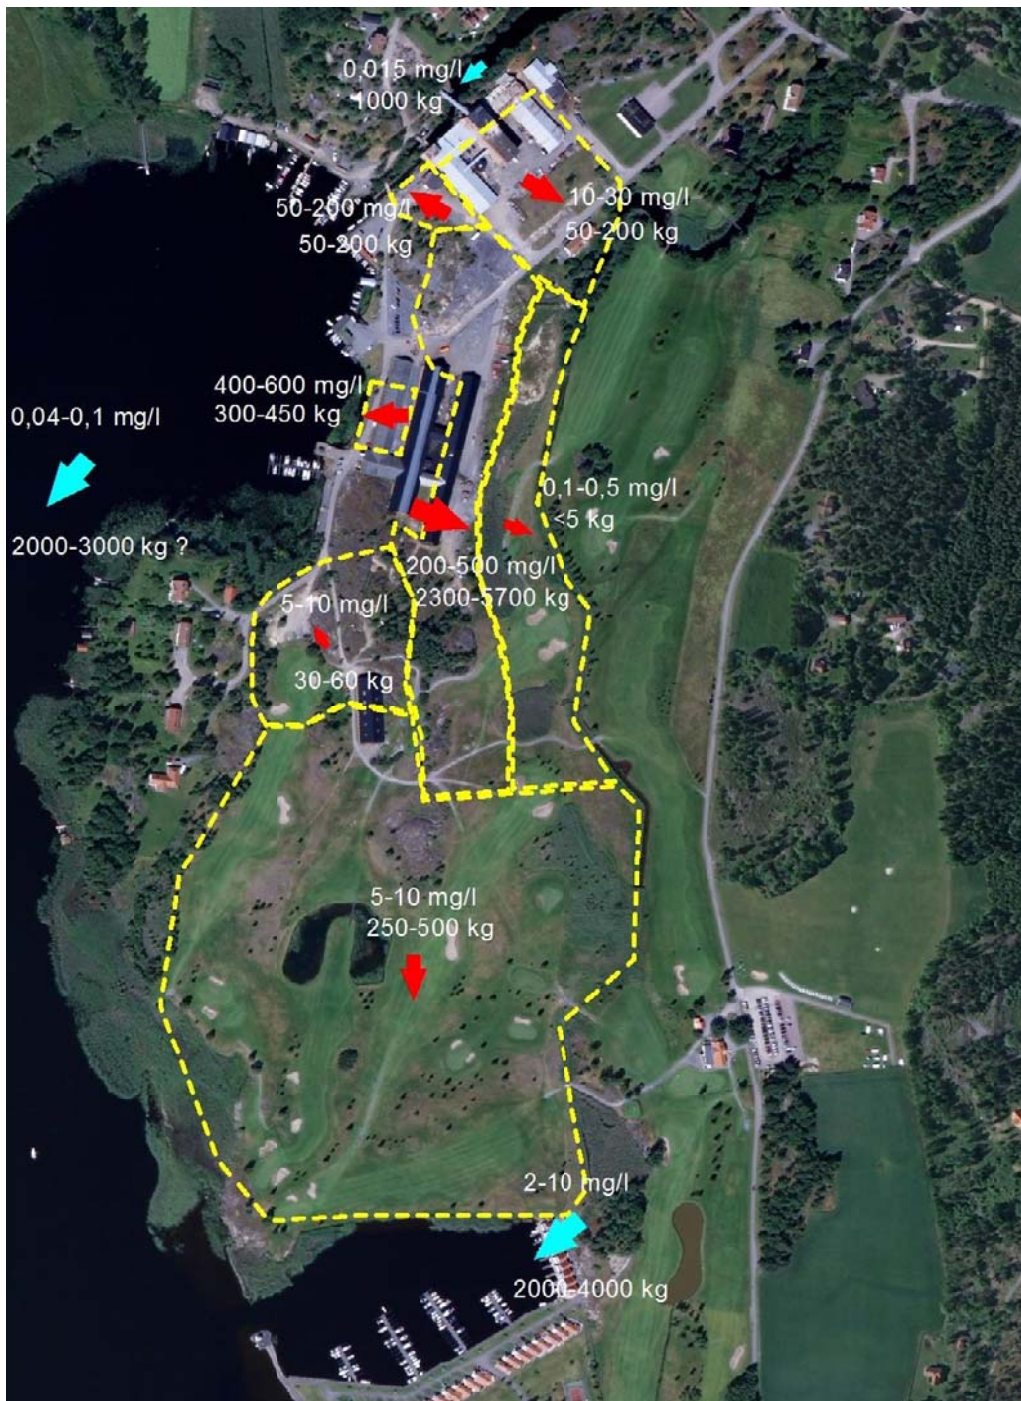 0,015 mg/l
1000 kg
50-200 mg/l
50-200 kg
10-30 mg/l
50-200 kg
400-600 mg/l
300-450 kg
0,04-0,1 mg/l
2000-3000 kg ?
0,1-0,5 mg/l
<5 kg
200-500 mg/l
2300-5700 kg
5-10 mg/l
30-60 kg
5-10 mg/l
250-500 kg
2-10 mg/l
2000-4000 kg